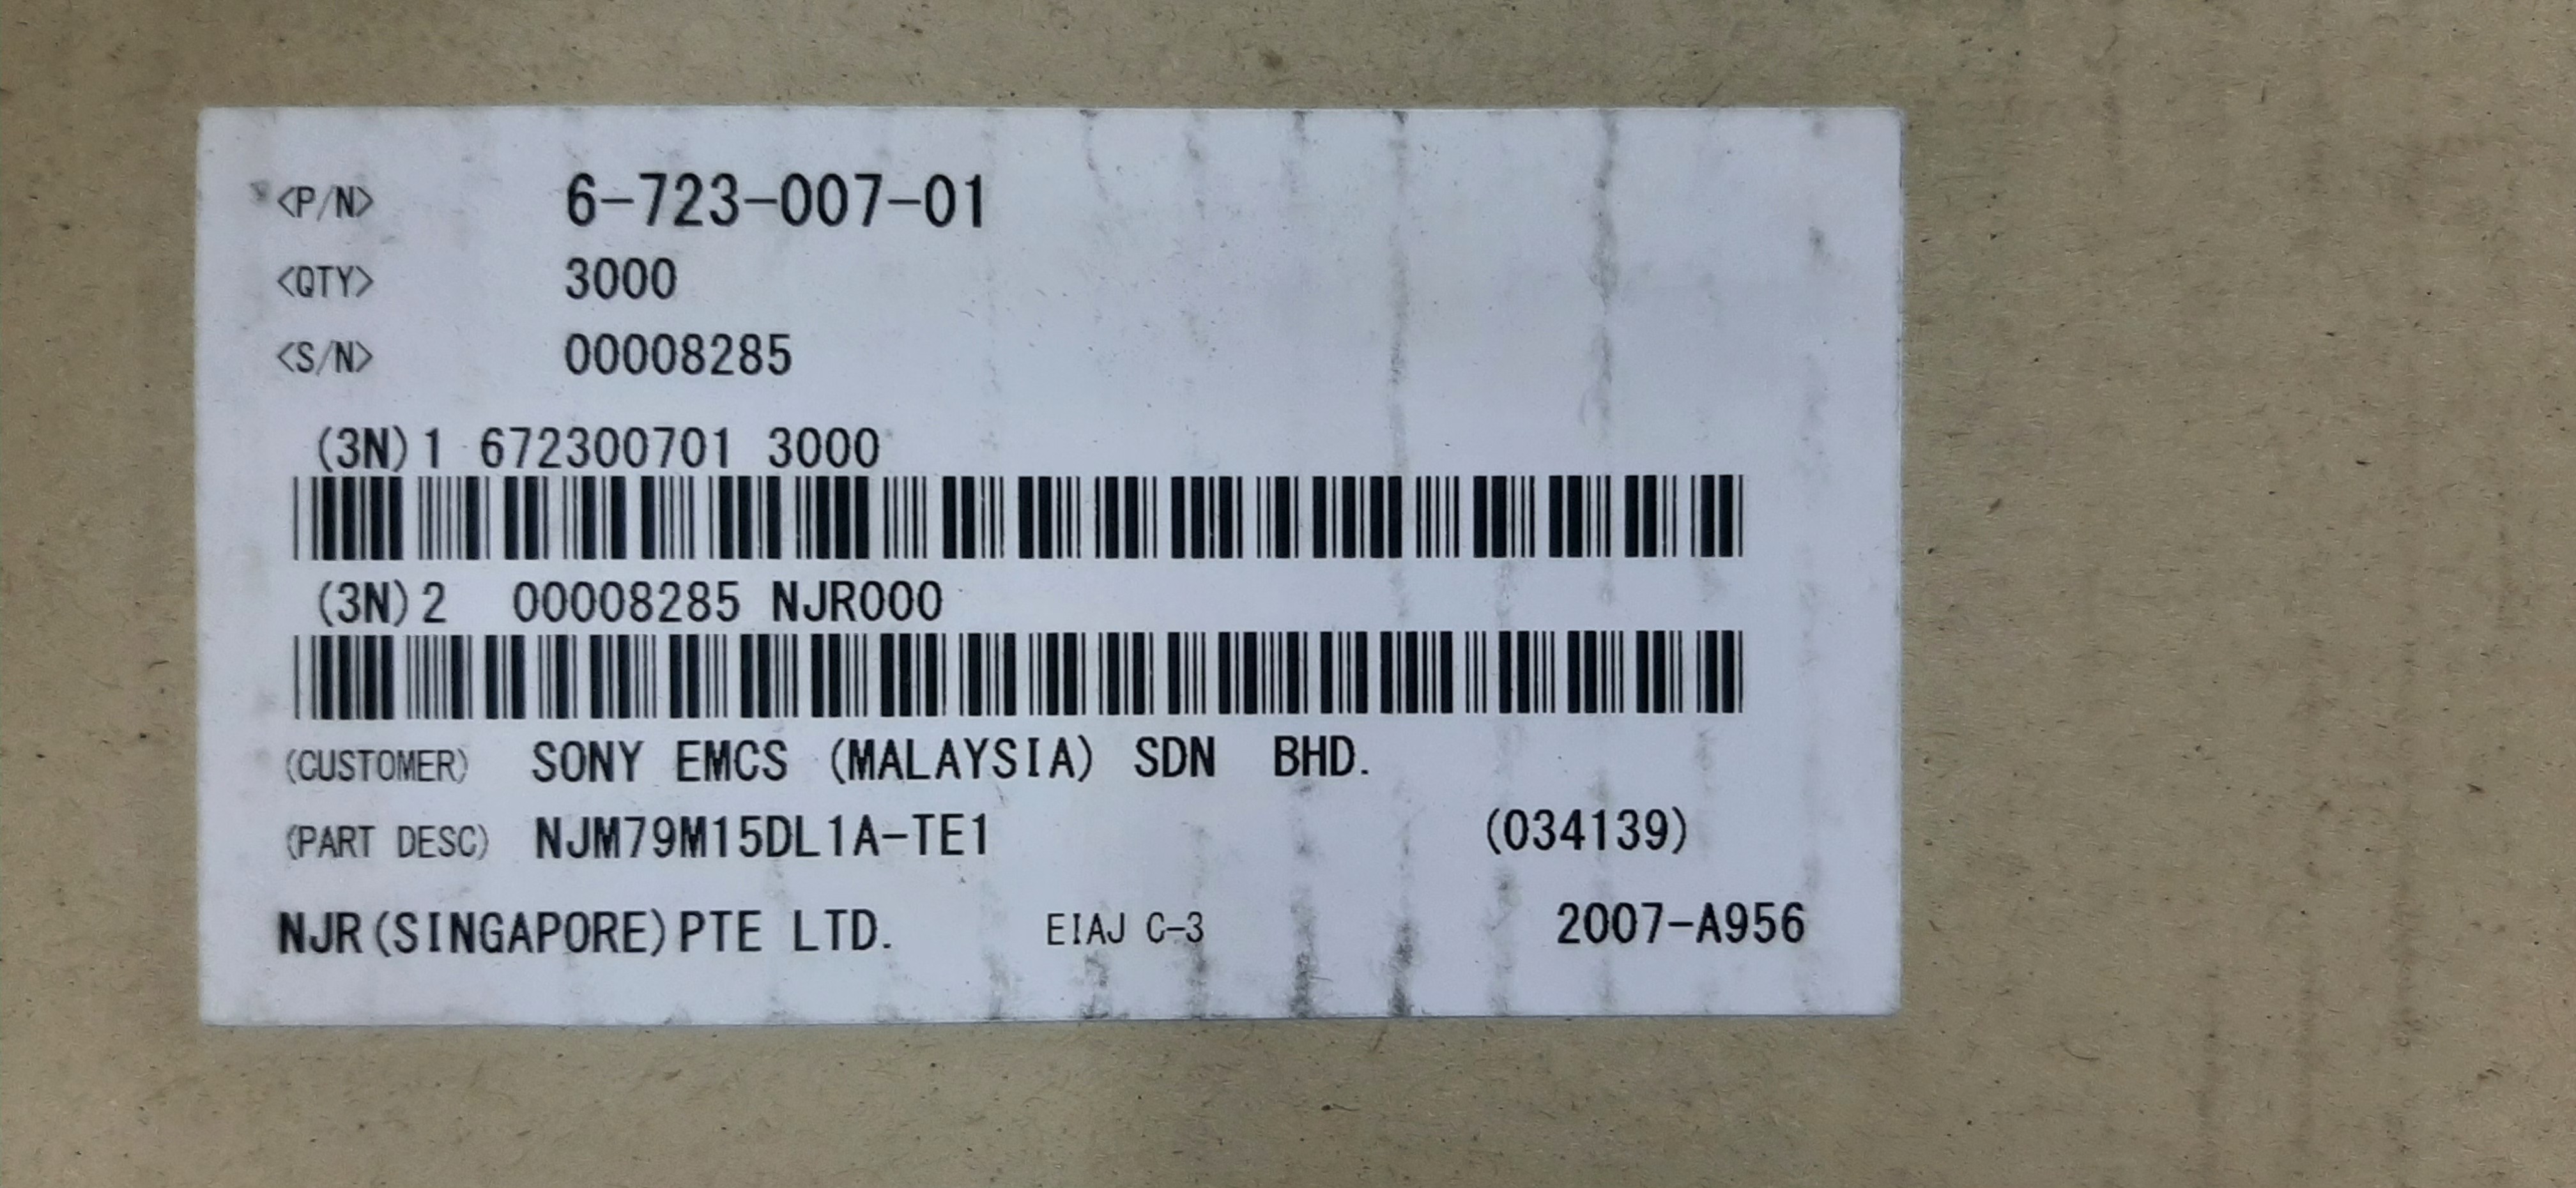 <P/N> 6-723-007-01
<QTY> 3000
<S/N> 00008285
(3N)1 672300701 3000
(3N)2 00008285 NJR000
(CUSTOMER) SONY EMCS (MALAYSIA) SDN BHD.
(PART DESC) NJM79M15DL1A-TE1 (034139)
NJR(SINGAPORE)PTE LTD. EIAJ C-3 2007-A956